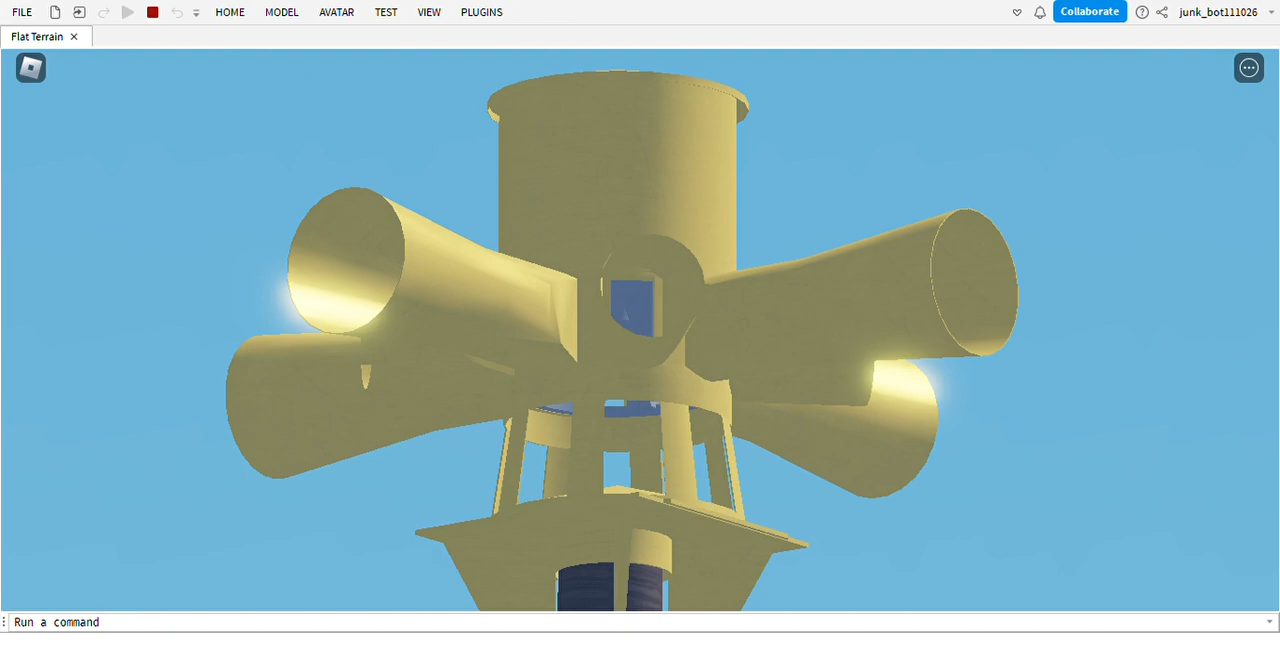 FILE HOME MODEL AVATAR TEST VIEW PLUGINS Collaborate junk_bot111026
Flat Terrain
Run a command